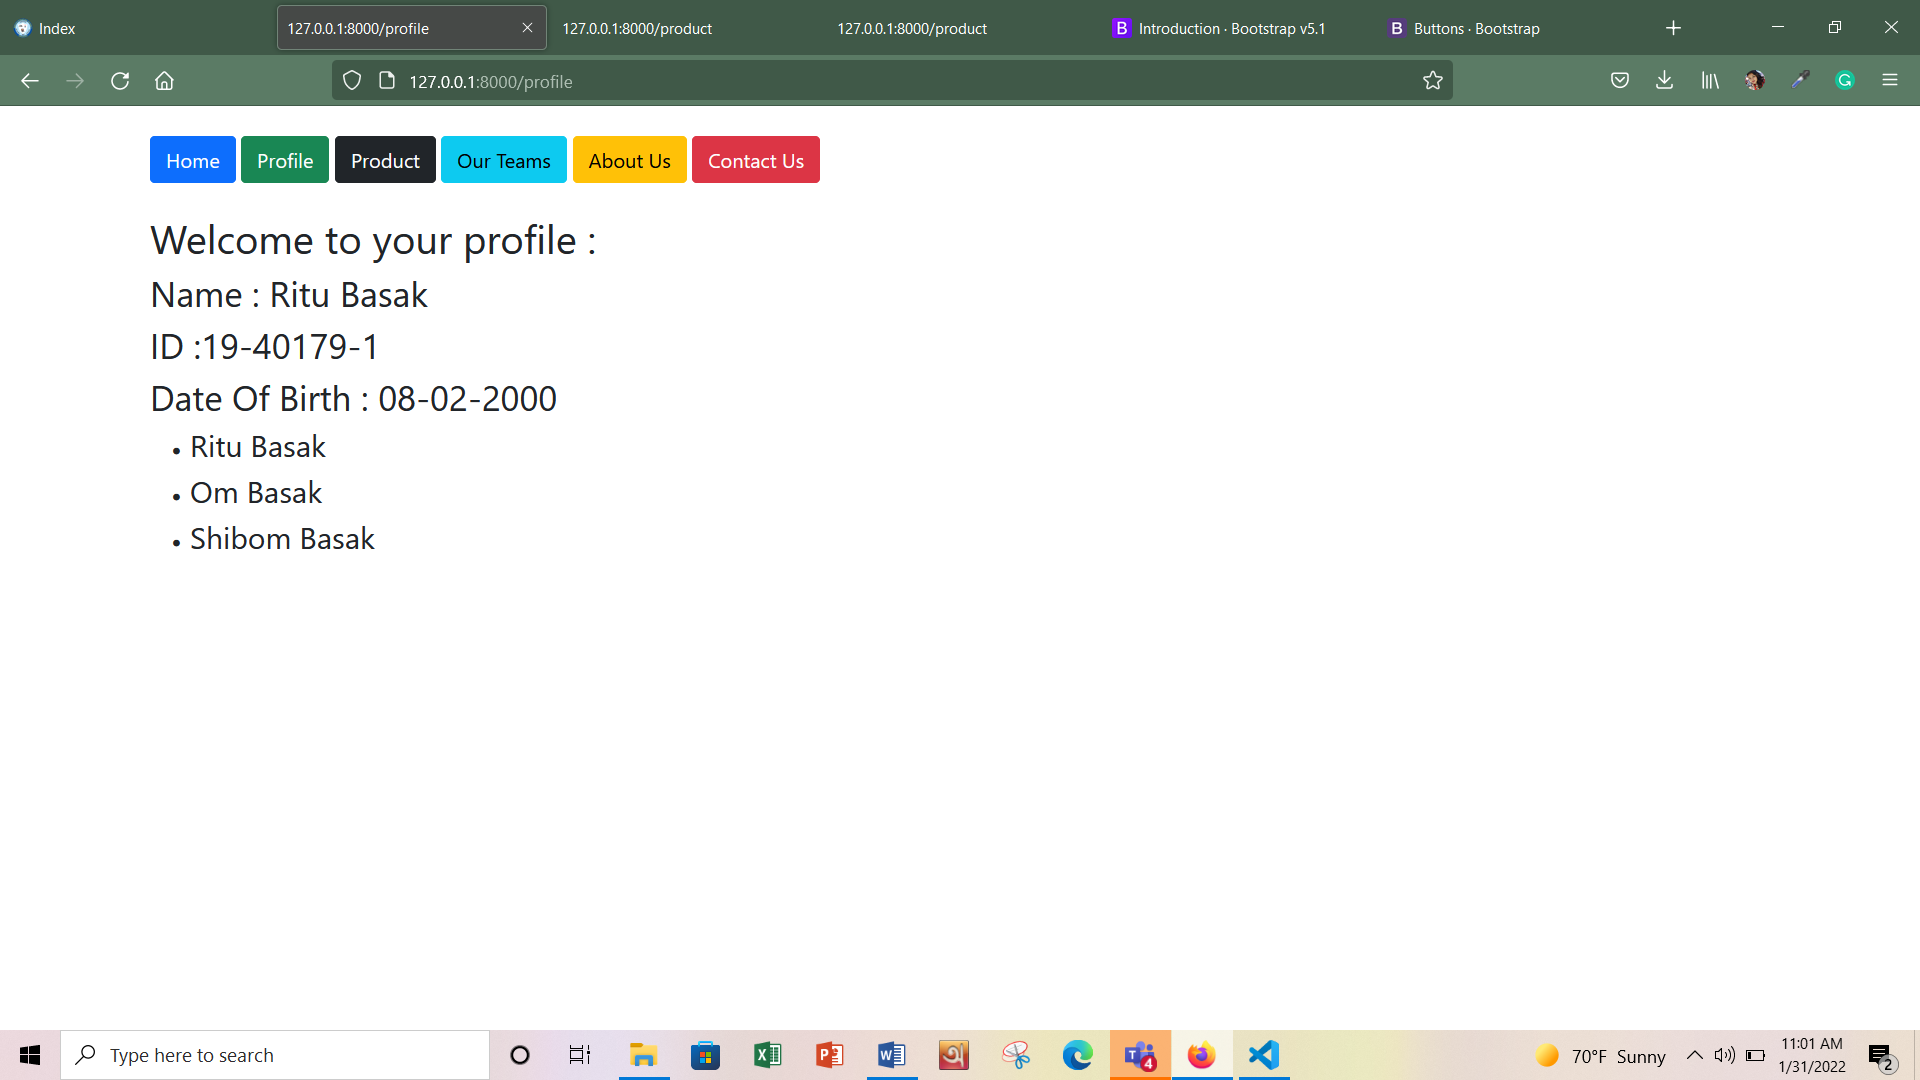 Index
127.0.0.1:8000/profile
127.0.0.1:8000/product
127.0.0.1:8000/product
B Introduction · Bootstrap v5.1
B Buttons · Bootstrap
127.0.0.1:8000/profile
Home Profile Product Our Teams About Us Contact Us
Welcome to your profile :
Name : Ritu Basak
ID :19-40179-1
Date Of Birth : 08-02-2000
• Ritu Basak
• Om Basak
• Shibom Basak
Type here to search
4
70°F Sunny
11:01 AM
1/31/2022
2